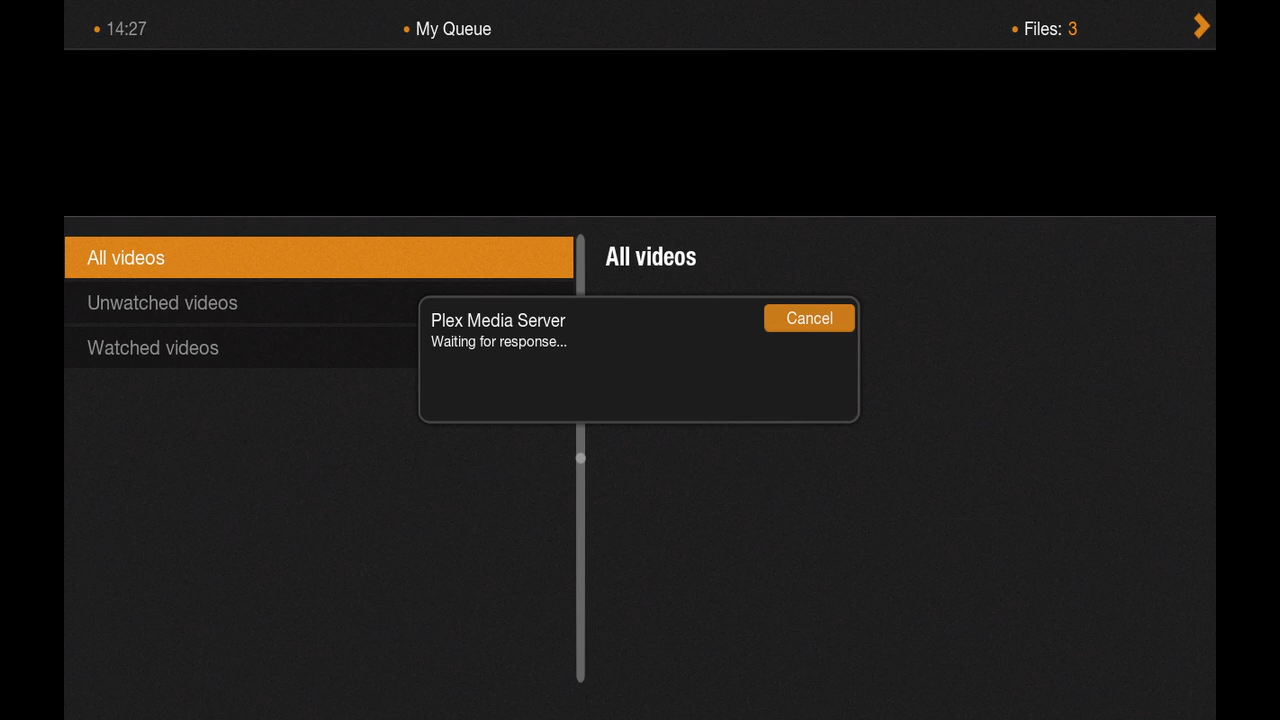 14:27
My Queue
Files: 3
All videos
Unwatched videos
Watched videos
All videos
Plex Media Server
Cancel
Waiting for response...